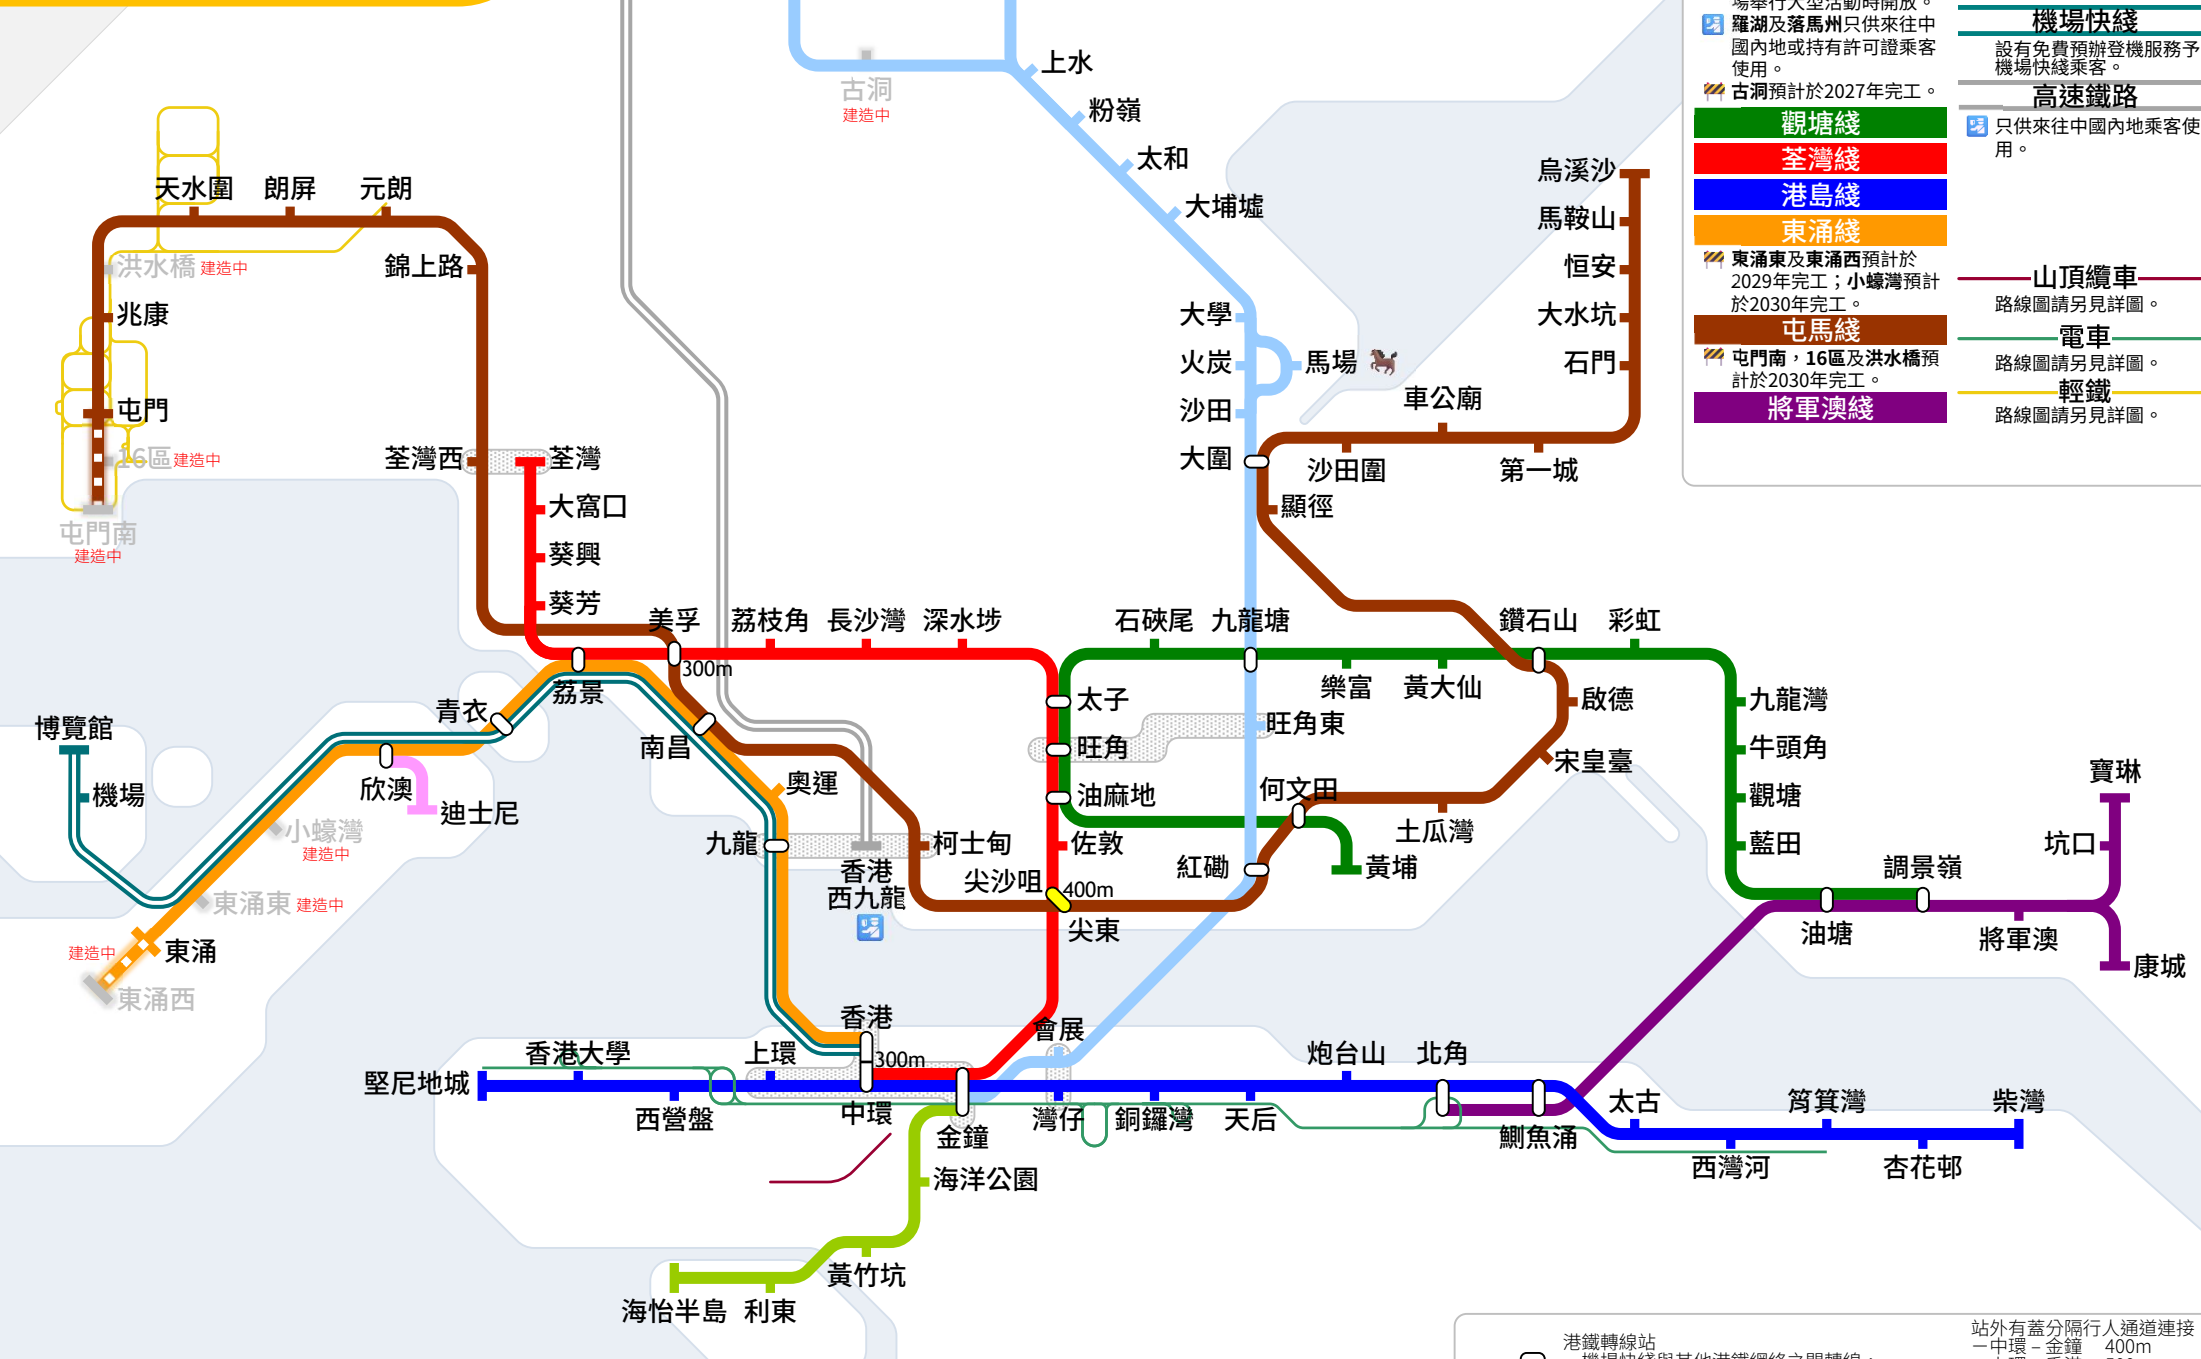 上水
古洞
建造中
粉嶺
太和
大埔墟
天水圍
朗屏
元朗
洪水橋 建造中
錦上路
兆康
屯門
16區 建造中
屯門南
建造中
荃灣西
荃灣
大窩口
葵興
葵芳
大學
火炭
馬場
沙田
大圍
烏溪沙
馬鞍山
恒安
大水坑
石門
車公廟
沙田圍
第一城
顯徑
美孚
300m
荔枝角
長沙灣
深水埗
石硤尾
九龍塘
鑽石山
彩虹
荔景
青衣
南昌
太子
樂富
黃大仙
啟德
九龍灣
博覽館
機場
欣澳
迪士尼
奧運
旺角
旺角東
宋皇臺
牛頭角
小蠔灣
建造中
九龍
香港
西九龍
柯士甸
油麻地
何文田
土瓜灣
觀塘
寶琳
佐敦
紅磡
黃埔
藍田
坑口
東涌東 建造中
尖沙咀
400m
尖東
調景嶺
油塘
將軍澳
康城
建造中
東涌
東涌西
香港
300m
會展
香港大學
上環
炮台山
北角
堅尼地城
西營盤
中環
金鐘
灣仔
銅鑼灣
天后
鰂魚涌
太古
筲箕灣
柴灣
西灣河
杏花邨
海洋公園
黃竹坑
海怡半島
利東
場舉行大型活動時開放。
羅湖及落馬州只供來往中
國內地或持有許可證乘客
使用。
古洞預計於2027年完工。
觀塘綫
荃灣綫
港島綫
東涌綫
東涌東及東涌西預計於
2029年完工；小蠔灣預計
於2030年完工。
屯馬綫
屯門南，16區及洪水橋預
計於2030年完工。
將軍澳綫
機場快綫
設有免費預辦登機服務予
機場快綫乘客。
高速鐵路
只供來往中國內地乘客使
用。
山頂纜車
路線圖請另見詳圖。
電車
路線圖請另見詳圖。
輕鐵
路線圖請另見詳圖。
港鐵轉線站
站外有蓋分隔行人通道連接
－中環 – 金鐘 400m